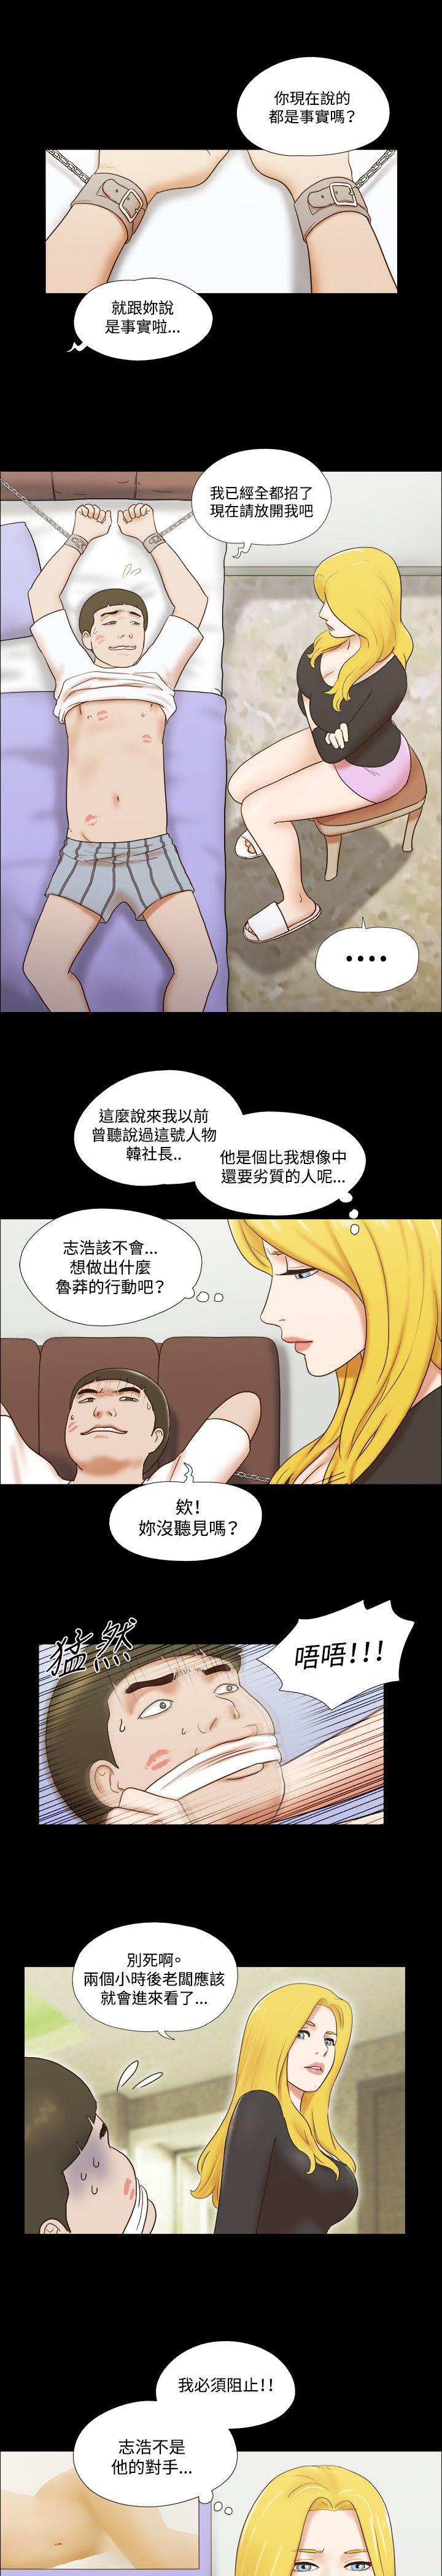 你現在說的
都是事實嗎？
就跟妳說
是事實啦...
我已經全都招了
現在請放開我吧
....
這麼說來我以前
曾聽說過這號人物
韓社長..
他是個比我想像中
還要劣質的人呢...
志浩該不會...
想做出什麼
魯莽的行動吧？
欸！
妳沒聽見嗎？
猛然
唔唔!!!
別死啊。
兩個小時後老闆應該
就會進來看了...
我必須阻止!!
志浩不是
他的對手...